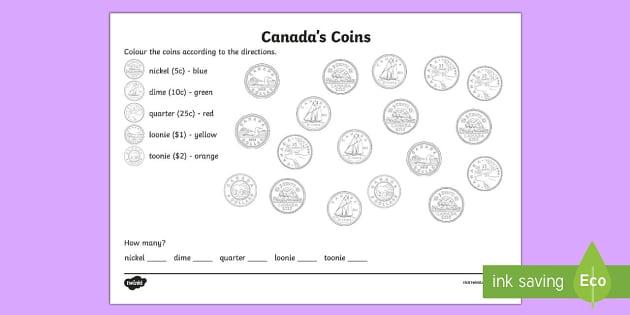 Canada's Coins
Colour the coins according to the directions.
nickel (5c) - blue
dime (10c) - green
quarter (25c) - red
loonie ($1) - yellow
toonie ($2) - orange
How many?
nickel _____ dime _____ quarter _____ loonie _____ toonie _____
twinkl
ink saving Eco